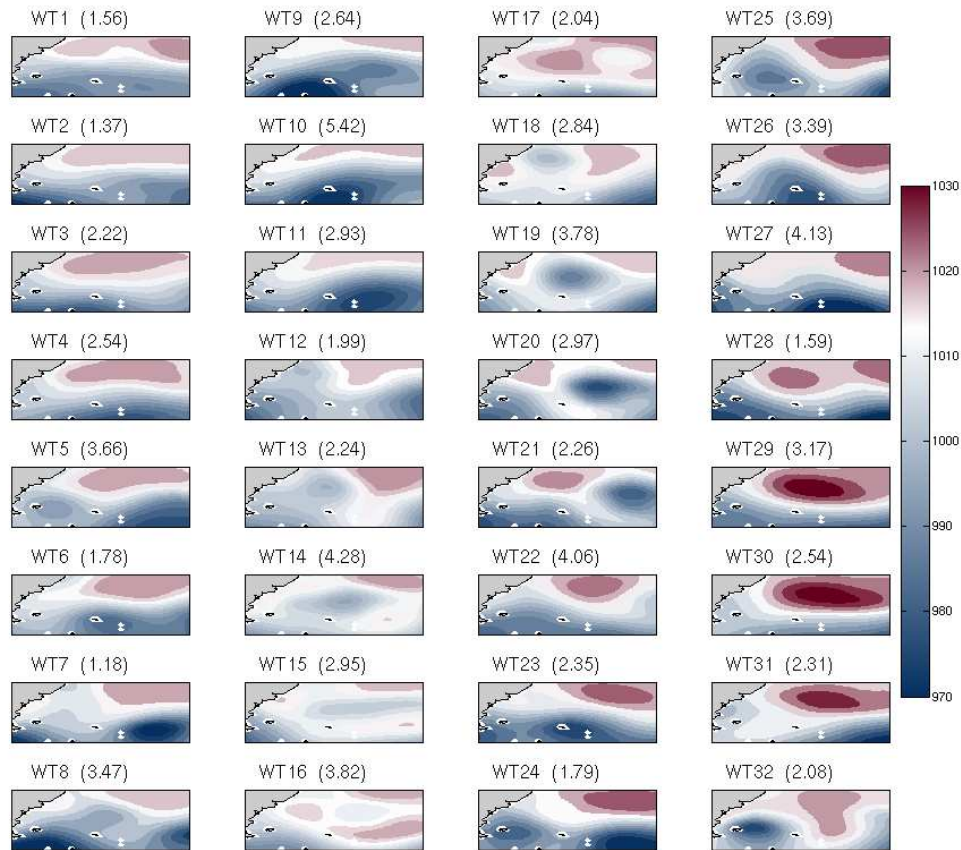 WT1 (1.56) WT9 (2.64) WT17 (2.04) WT25 (3.69)
WT2 (1.37) WT10 (5.42) WT18 (2.84) WT26 (3.39)
WT3 (2.22) WT11 (2.93) WT19 (3.78) WT27 (4.13)
WT4 (2.54) WT12 (1.99) WT20 (2.97) WT28 (1.59)
WT5 (3.66) WT13 (2.24) WT21 (2.26) WT29 (3.17)
WT6 (1.78) WT14 (4.28) WT22 (4.06) WT30 (2.54)
WT7 (1.18) WT15 (2.95) WT23 (2.35) WT31 (2.31)
WT8 (3.47) WT16 (3.82) WT24 (1.79) WT32 (2.08)
1030
1020
1010
1000
990
980
970